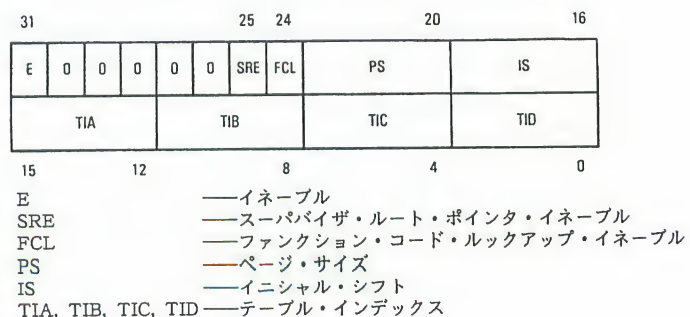 31 25 24 20 16
E 0 0 0 0 0 SRE FCL PS IS
TIA TIB TIC TID
15 12 8 4 0
E ——イネーブル
SRE ——スーパバイザ・ルート・ポインタ・イネーブル
FCL ——ファンクション・コード・ルックアップ・イネーブル
PS ——ページ・サイズ
IS ——イニシャル・シフト
TIA, TIB, TIC, TID ——テーブル・インデックス